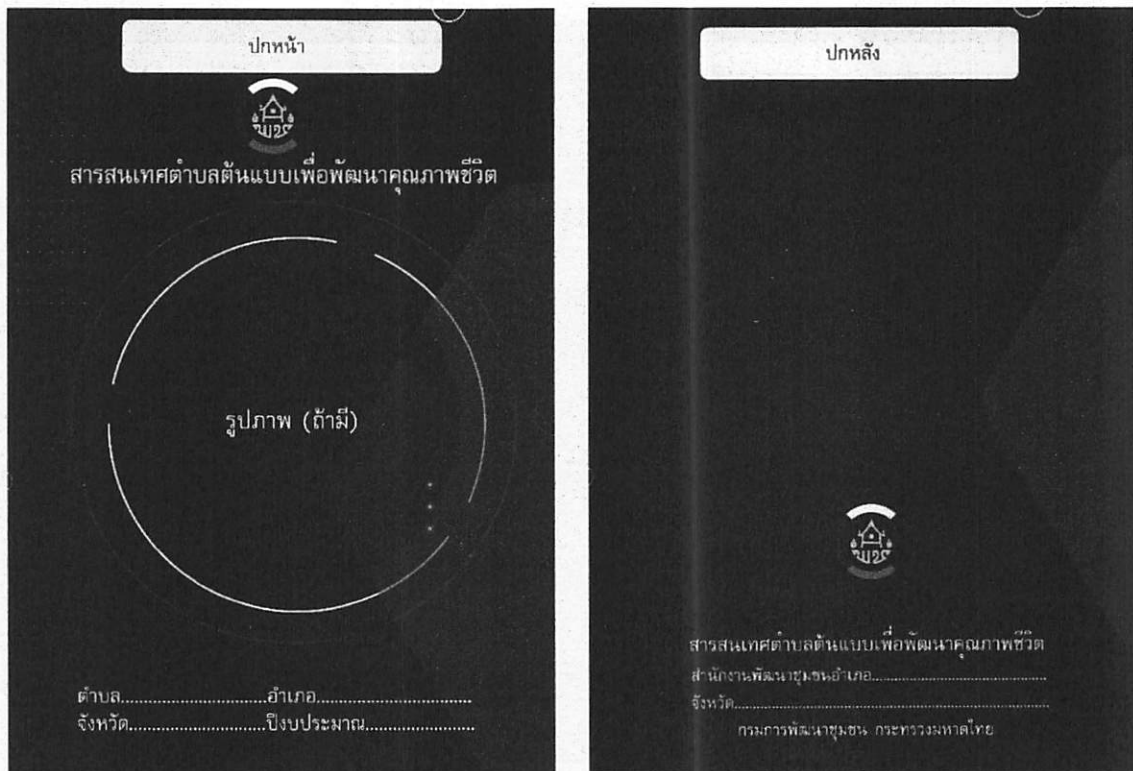 ปกหน้า
สารสนเทศตำบลต้นแบบเพื่อพัฒนาคุณภาพชีวิต
รูปภาพ (ถ้ามี)
ตำบล..............................อำเภอ................................
จังหวัด............................ปีงบประมาณ......................
ปกหลัง
สารสนเทศตำบลต้นแบบเพื่อพัฒนาคุณภาพชีวิต
สำนักงานพัฒนาชุมชนอำเภอ..................................................
จังหวัด..........................................................................................
กรมการพัฒนาชุมชน กระทรวงมหาดไทย